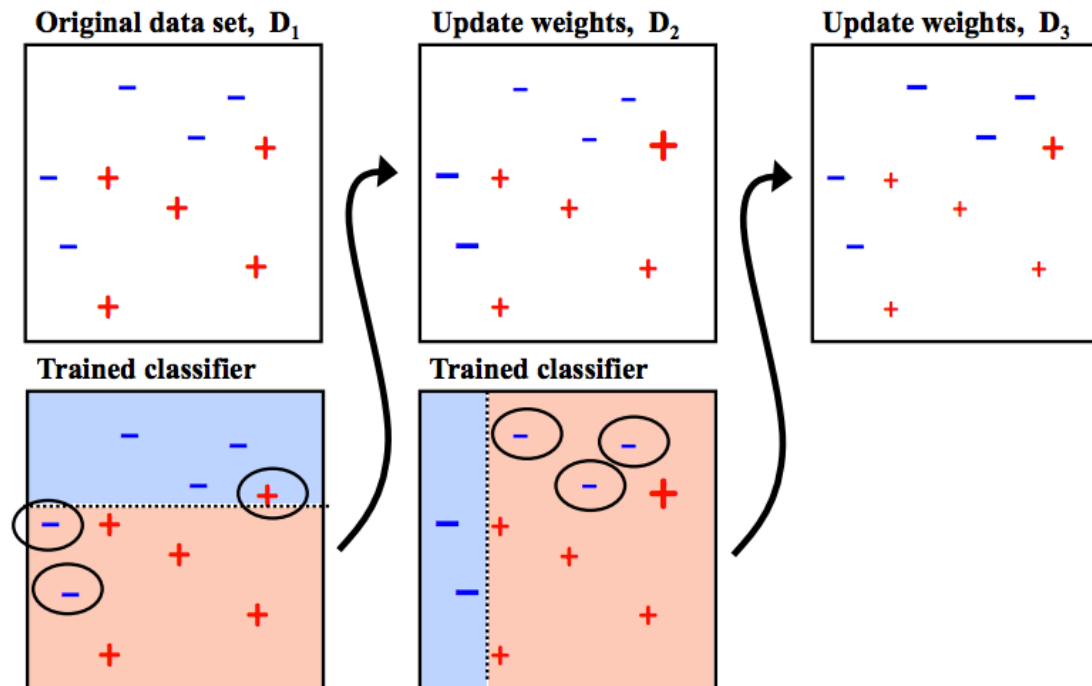 Original data set, D₁
Update weights, D₂
Update weights, D₃
Trained classifier
Trained classifier